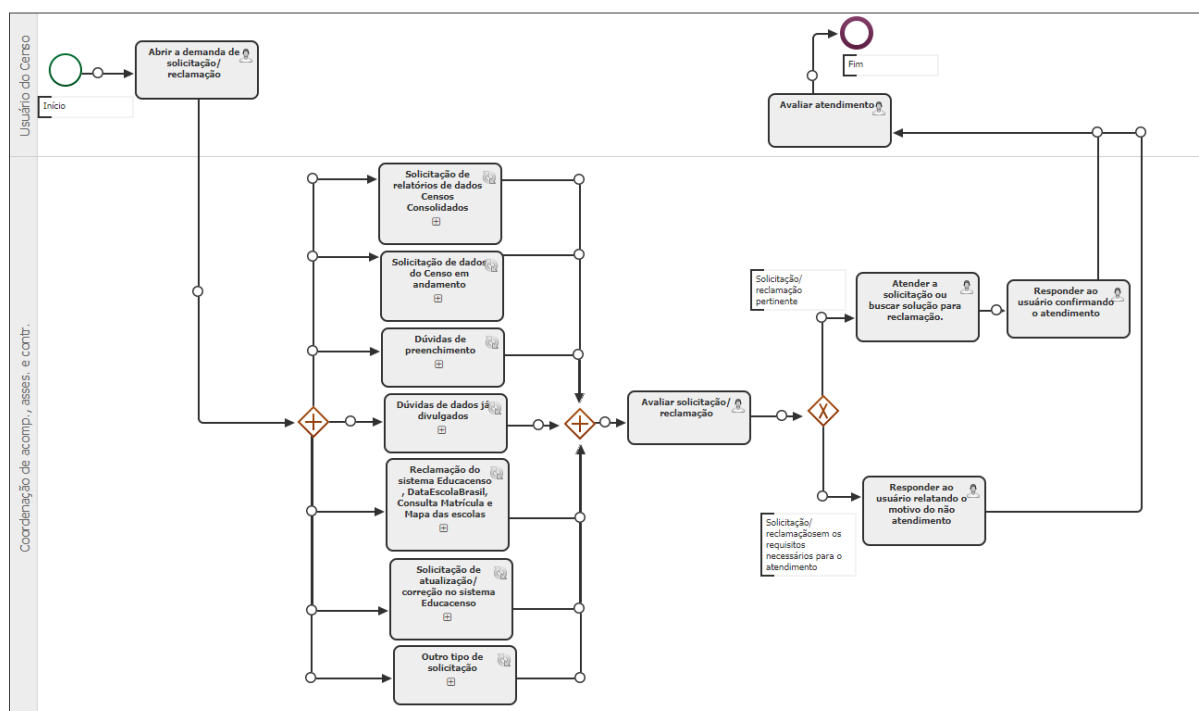 Usuário do Censo
Início
Abrir a demanda de
solicitação/
reclamação
Fim
Avaliar atendimento
Coordenação de acomp., asses. e contr.
Solicitação de
relatórios de dados
Censos
Consolidados
Solicitação de dados
do Censo em
andamento
Dúvidas de
preenchimento
Dúvidas de dados já
divulgados
Reclamação do
sistema Educacenso
, DataEscolaBrasil,
Consulta Matrícula e
Mapa das escolas
Solicitação de
atualização/
correção no sistema
Educacenso
Outro tipo de
solicitação
Avaliar solicitação/
reclamação
Solicitação/
reclamação
pertinente
Atender a
solicitação ou
buscar solução para
reclamação.
Responder ao
usuário confirmando
o atendimento
Solicitação/
reclamaçãosem os
requisitos
necessários para o
atendimento
Responder ao
usuário relatando o
motivo do não
atendimento